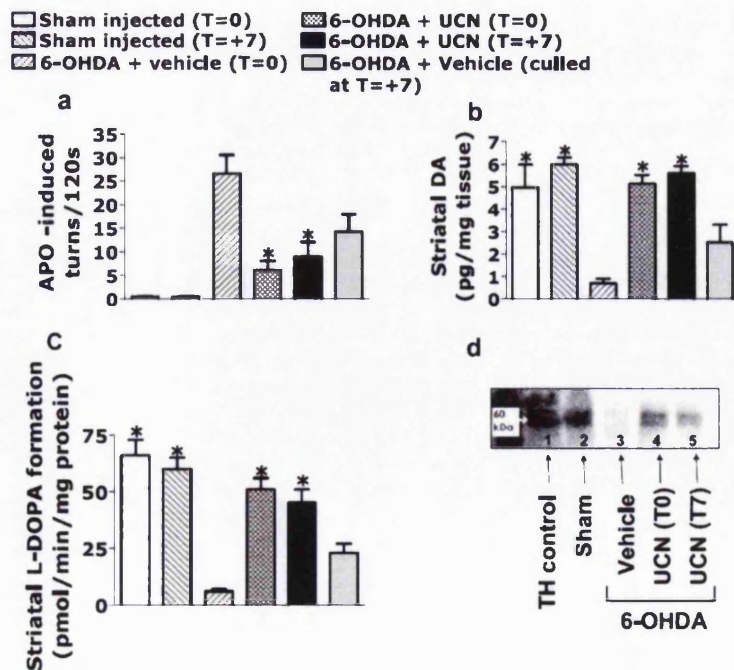 Sham injected (T=0)
Sham injected (T=+7)
6-OHDA + vehicle (T=0)
6-OHDA + UCN (T=0)
6-OHDA + UCN (T=+7)
6-OHDA + Vehicle (culled
at T=+7)
a
APO -induced
turns/120s
35
30
25
20
15
10
5
0
*
*
b
Striatal DA
(pg/mg tissue)
7
6
5
4
3
2
1
0
*
*
*
*
c
Striatal L-DOPA formation
(pmol/min/mg protein)
75
50
25
0
*
*
*
*
d
60
kDa
1 2 3 4 5
TH control
Sham
Vehicle
UCN (T0)
UCN (T7)
6-OHDA